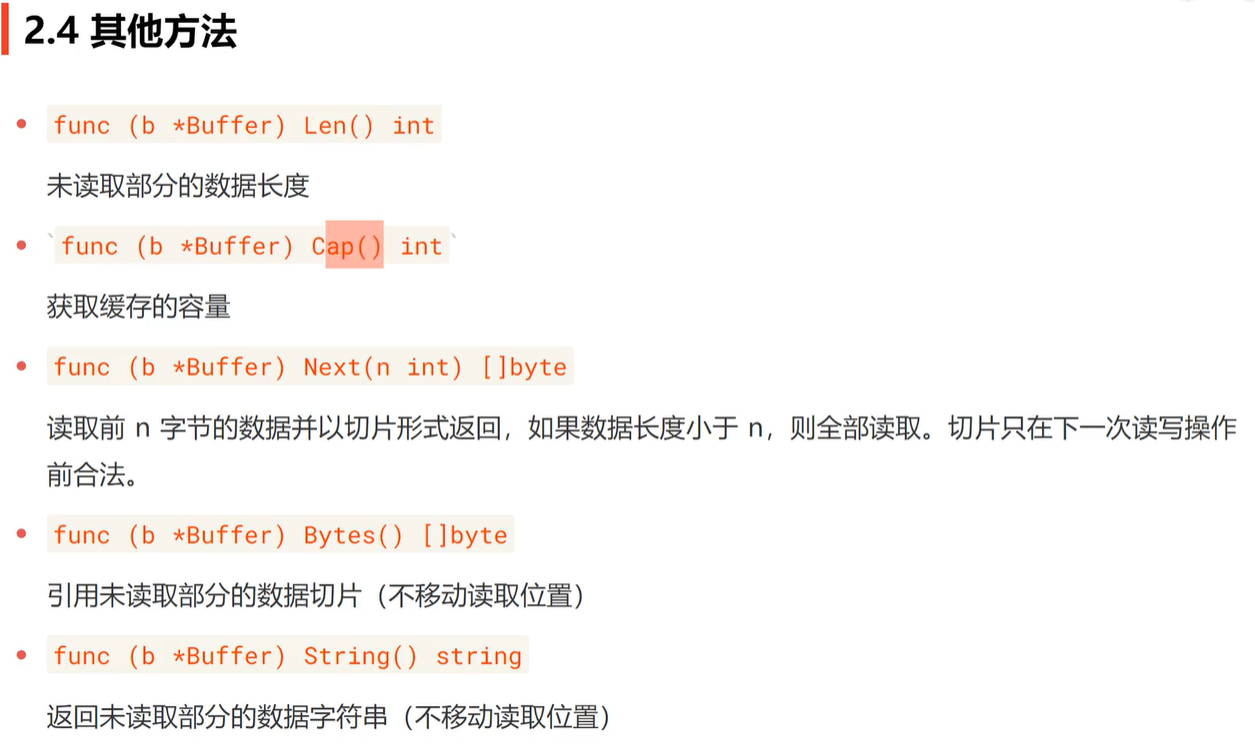 2.4 其他方法
func (b *Buffer) Len() int
未读取部分的数据长度
`func (b *Buffer) Cap() int`
获取缓存的容量
func (b *Buffer) Next(n int) []byte
读取前 n 字节的数据并以切片形式返回，如果数据长度小于 n，则全部读取。切片只在下一次读写操作
前合法。
func (b *Buffer) Bytes() []byte
引用未读取部分的数据切片（不移动读取位置）
func (b *Buffer) String() string
返回未读取部分的数据字符串（不移动读取位置）